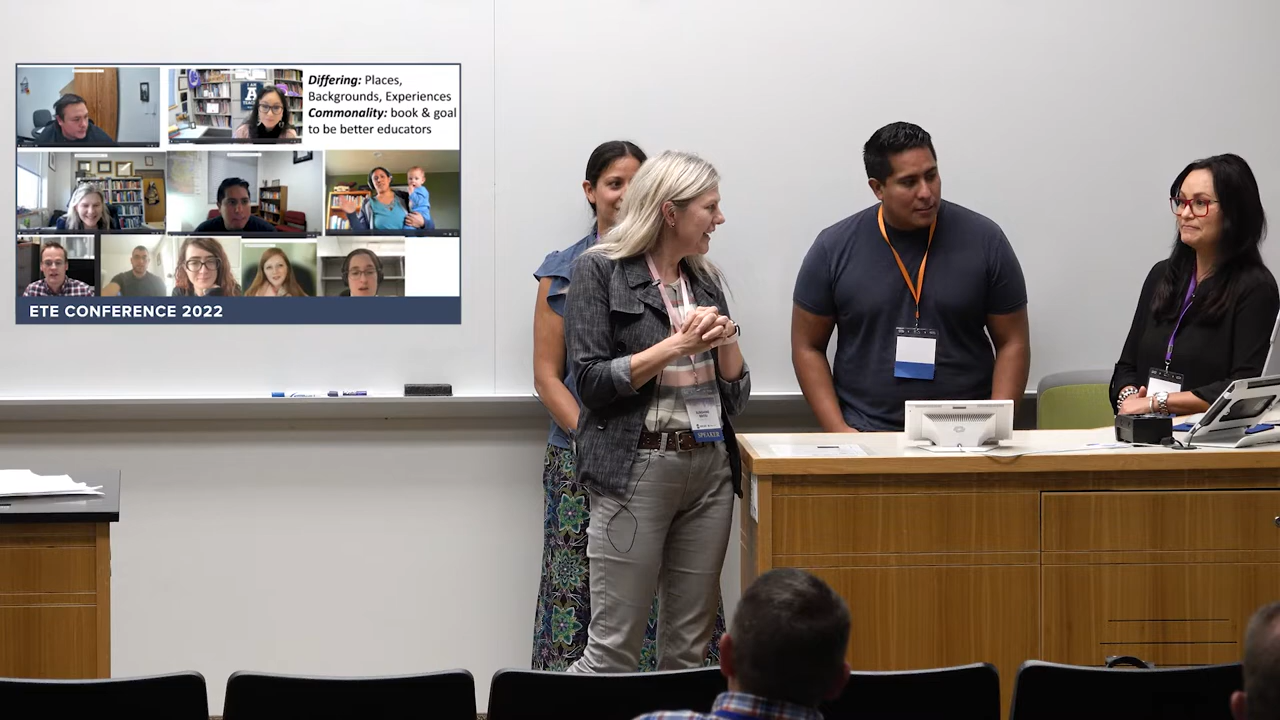 Differing: Places,
Backgrounds, Experiences
Commonality: book & goal
to be better educators
A
ETE CONFERENCE 2022
SPEAKER